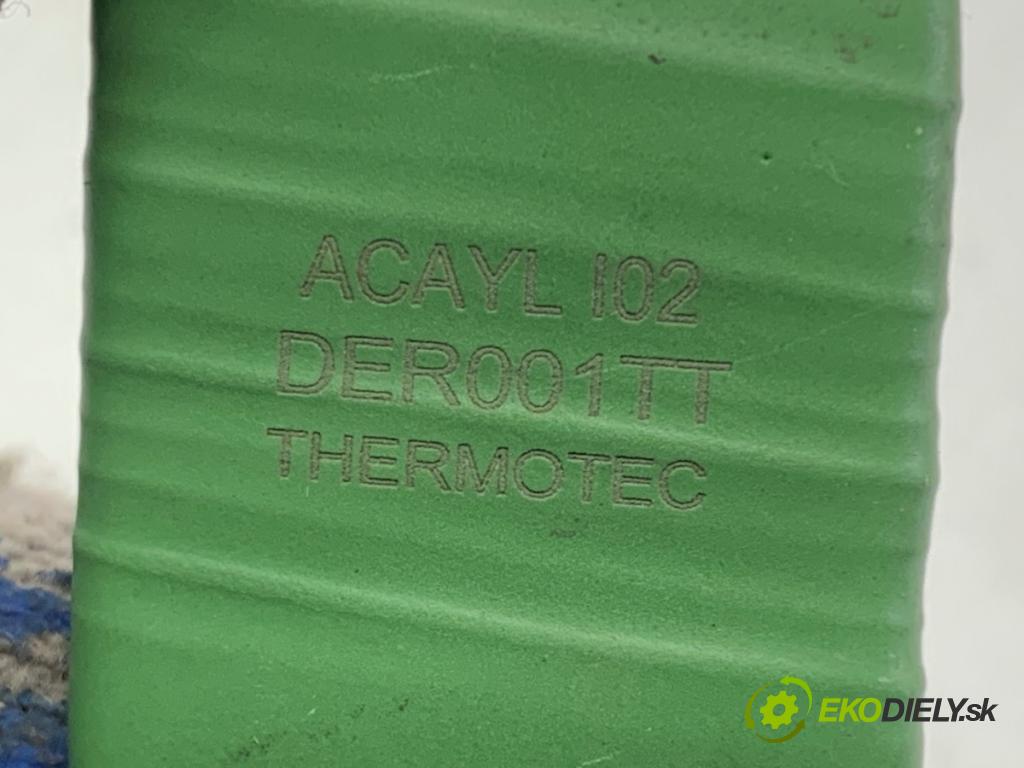 ACAYL I02
DER001TT
THERMOTEC
EKODIELY.sk